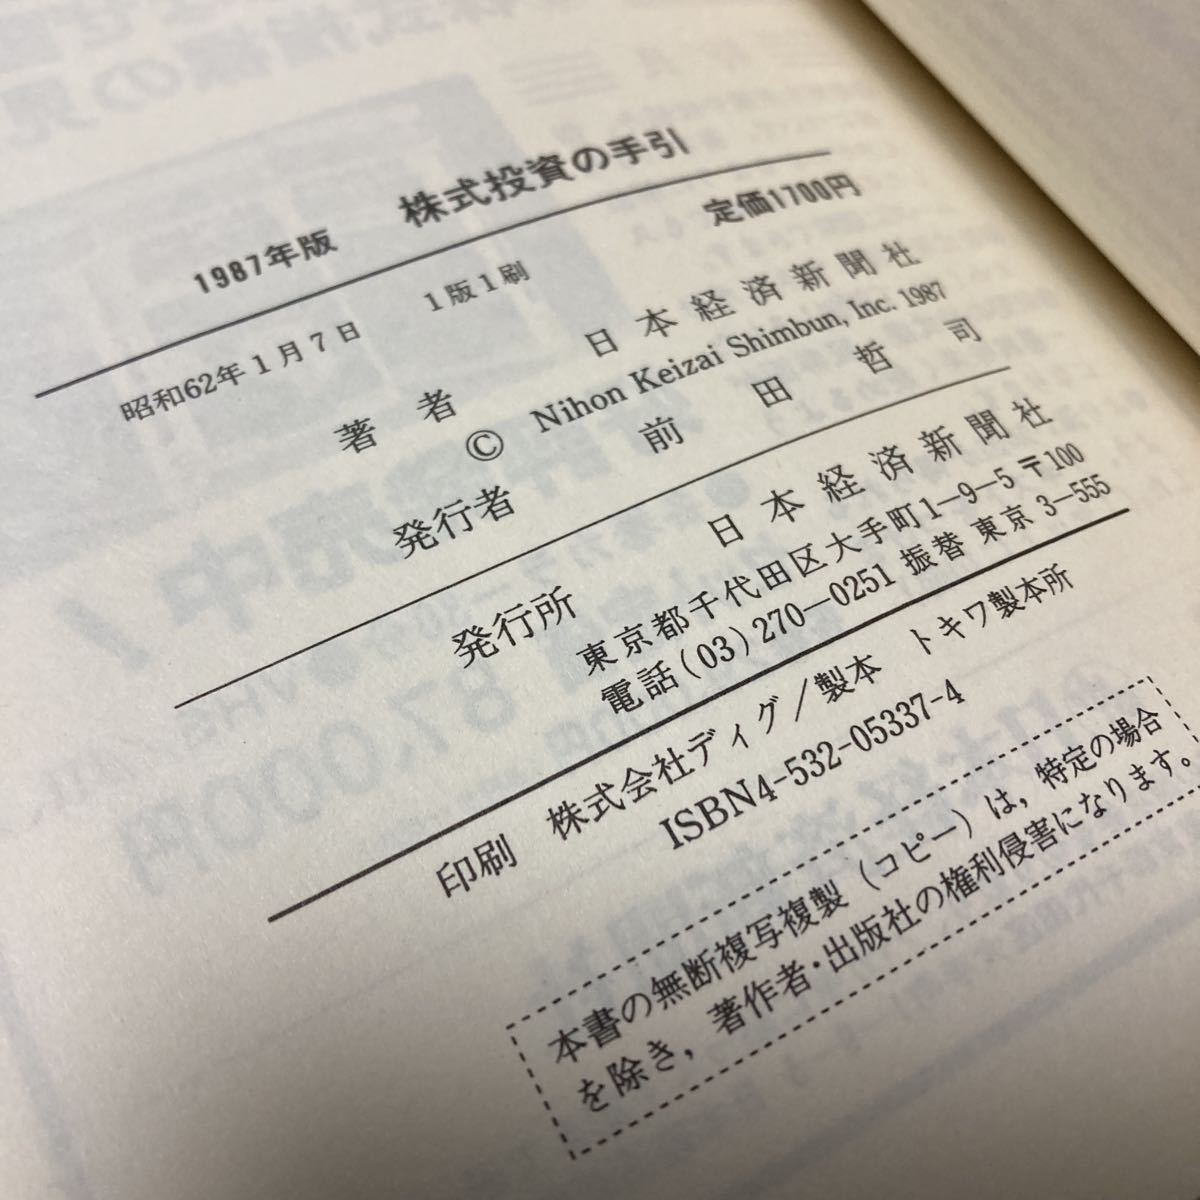 1987年版 株式投資の手引
定価1700円
昭和62年1月7日 1版1刷
著者 日本経済新聞社
© Nihon Keizai Shimbun, Inc. 1987
発行者 前田哲司
発行所 日本経済新聞社
東京都千代田区大手町1-9-5〒100
電話(03)270―0251 振替 東京 3-555
印刷 株式会社ディグ/製本 トキワ製本所
ISBN4-532-05337-4
本書の無断複写複製(コピー)は,特定の場合
を除き,著作者・出版社の権利侵害になります。